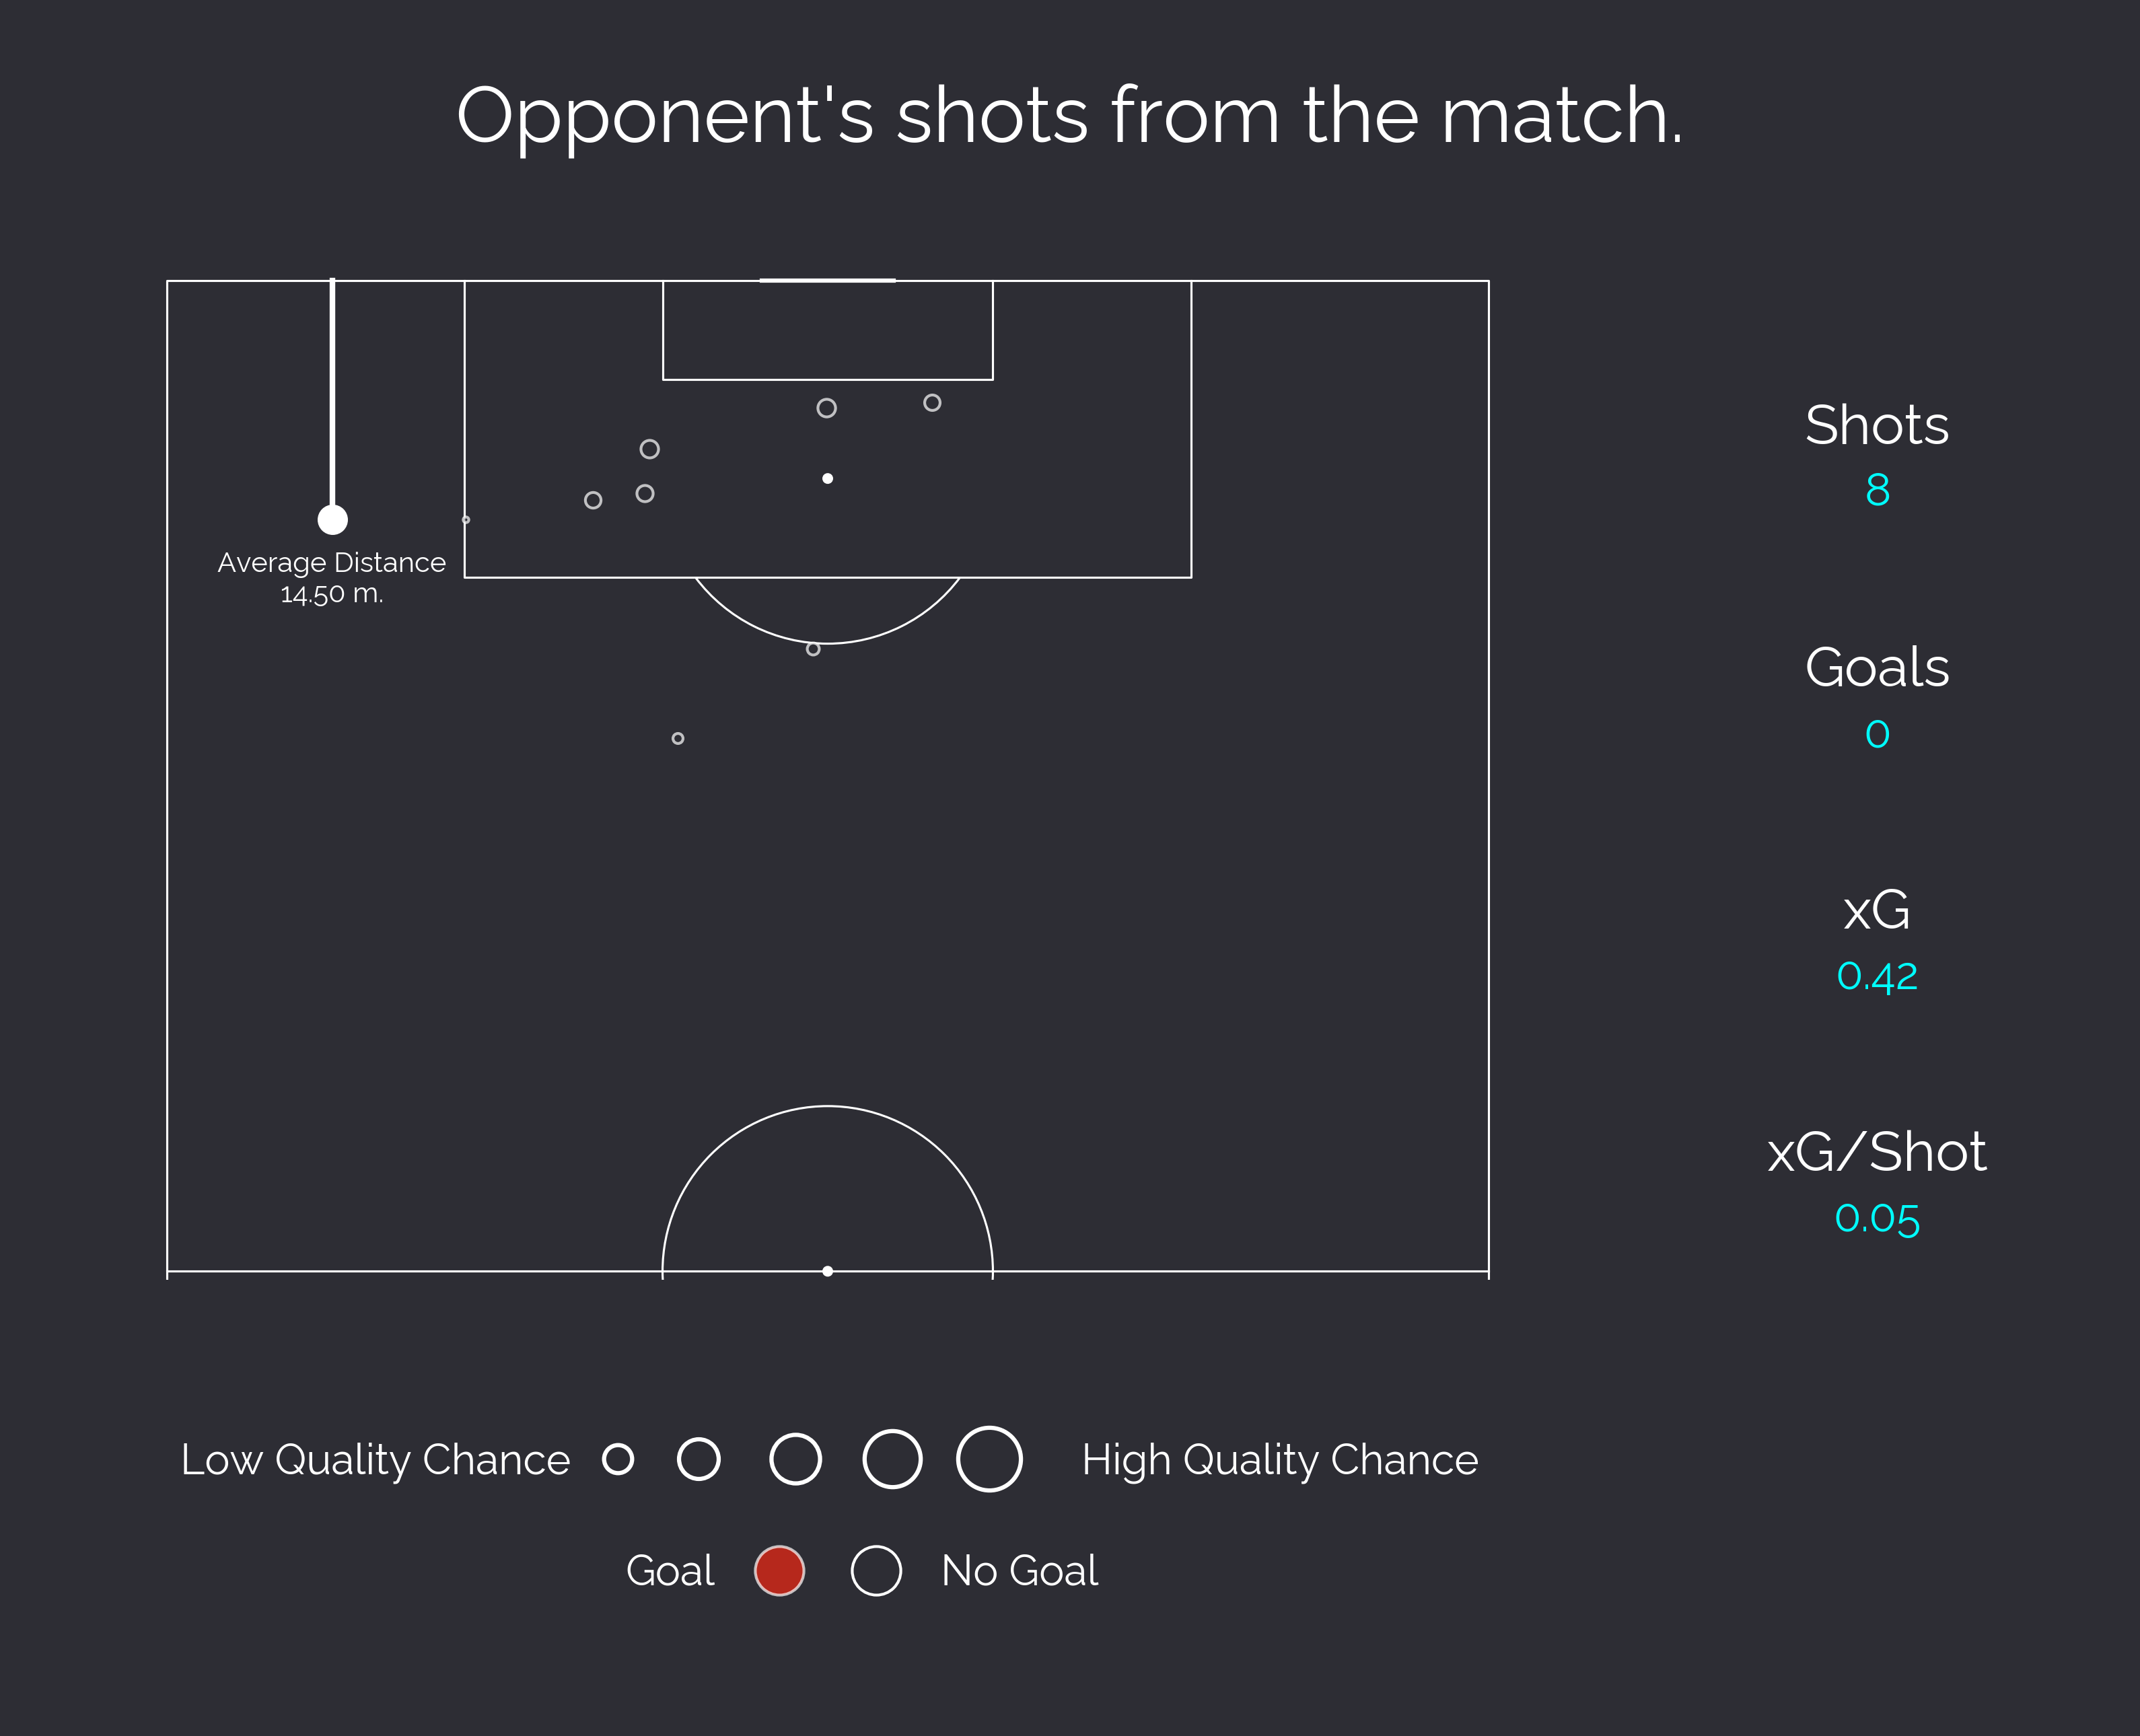 Opponent's shots from the match.
Average Distance
14.50 m.
Shots
8
Goals
0
xG
0.42
xG/Shot
0.05
Low Quality Chance
High Quality Chance
Goal
No Goal